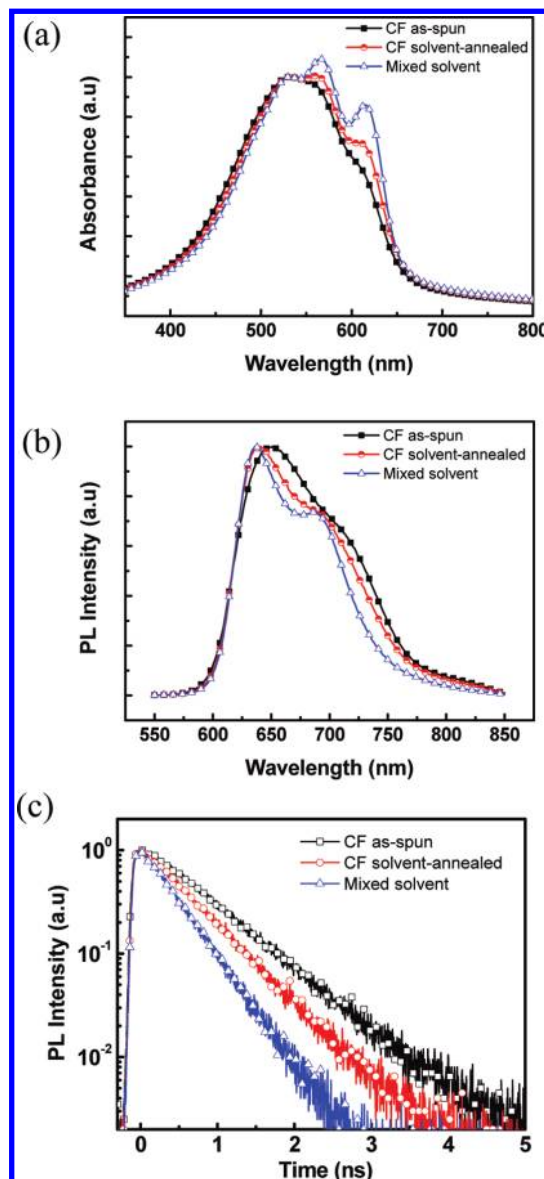 (a)
CF as-spun
CF solvent-annealed
Mixed solvent
Absorbance (a.u)
400 500 600 700 800
Wavelength (nm)
(b)
CF as-spun
CF solvent-annealed
Mixed solvent
PL Intensity (a.u)
550 600 650 700 750 800 850
Wavelength (nm)
(c)
CF as-spun
CF solvent-annealed
Mixed solvent
PL Intensity (a.u)
10^0
10^-1
10^-2
0 1 2 3 4 5
Time (ns)